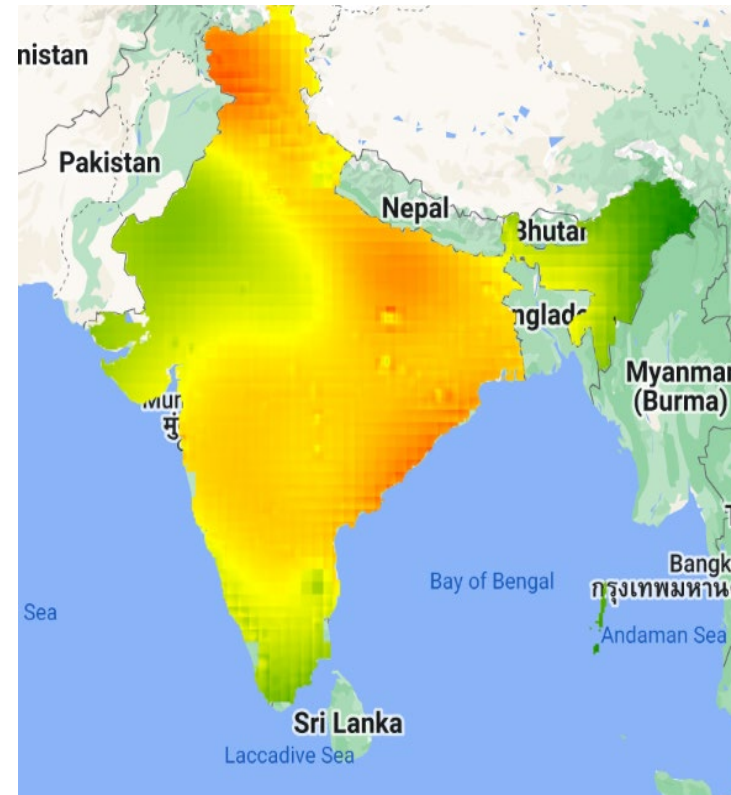 nistan
Pakistan
Nepal
Bhutan
nglade
Mum
मुं
Myanmar
(Burma)
Bay of Bengal
Bangk
กรุงเทพมหาน
Sea
Andaman Sea
Sri Lanka
Laccadive Sea